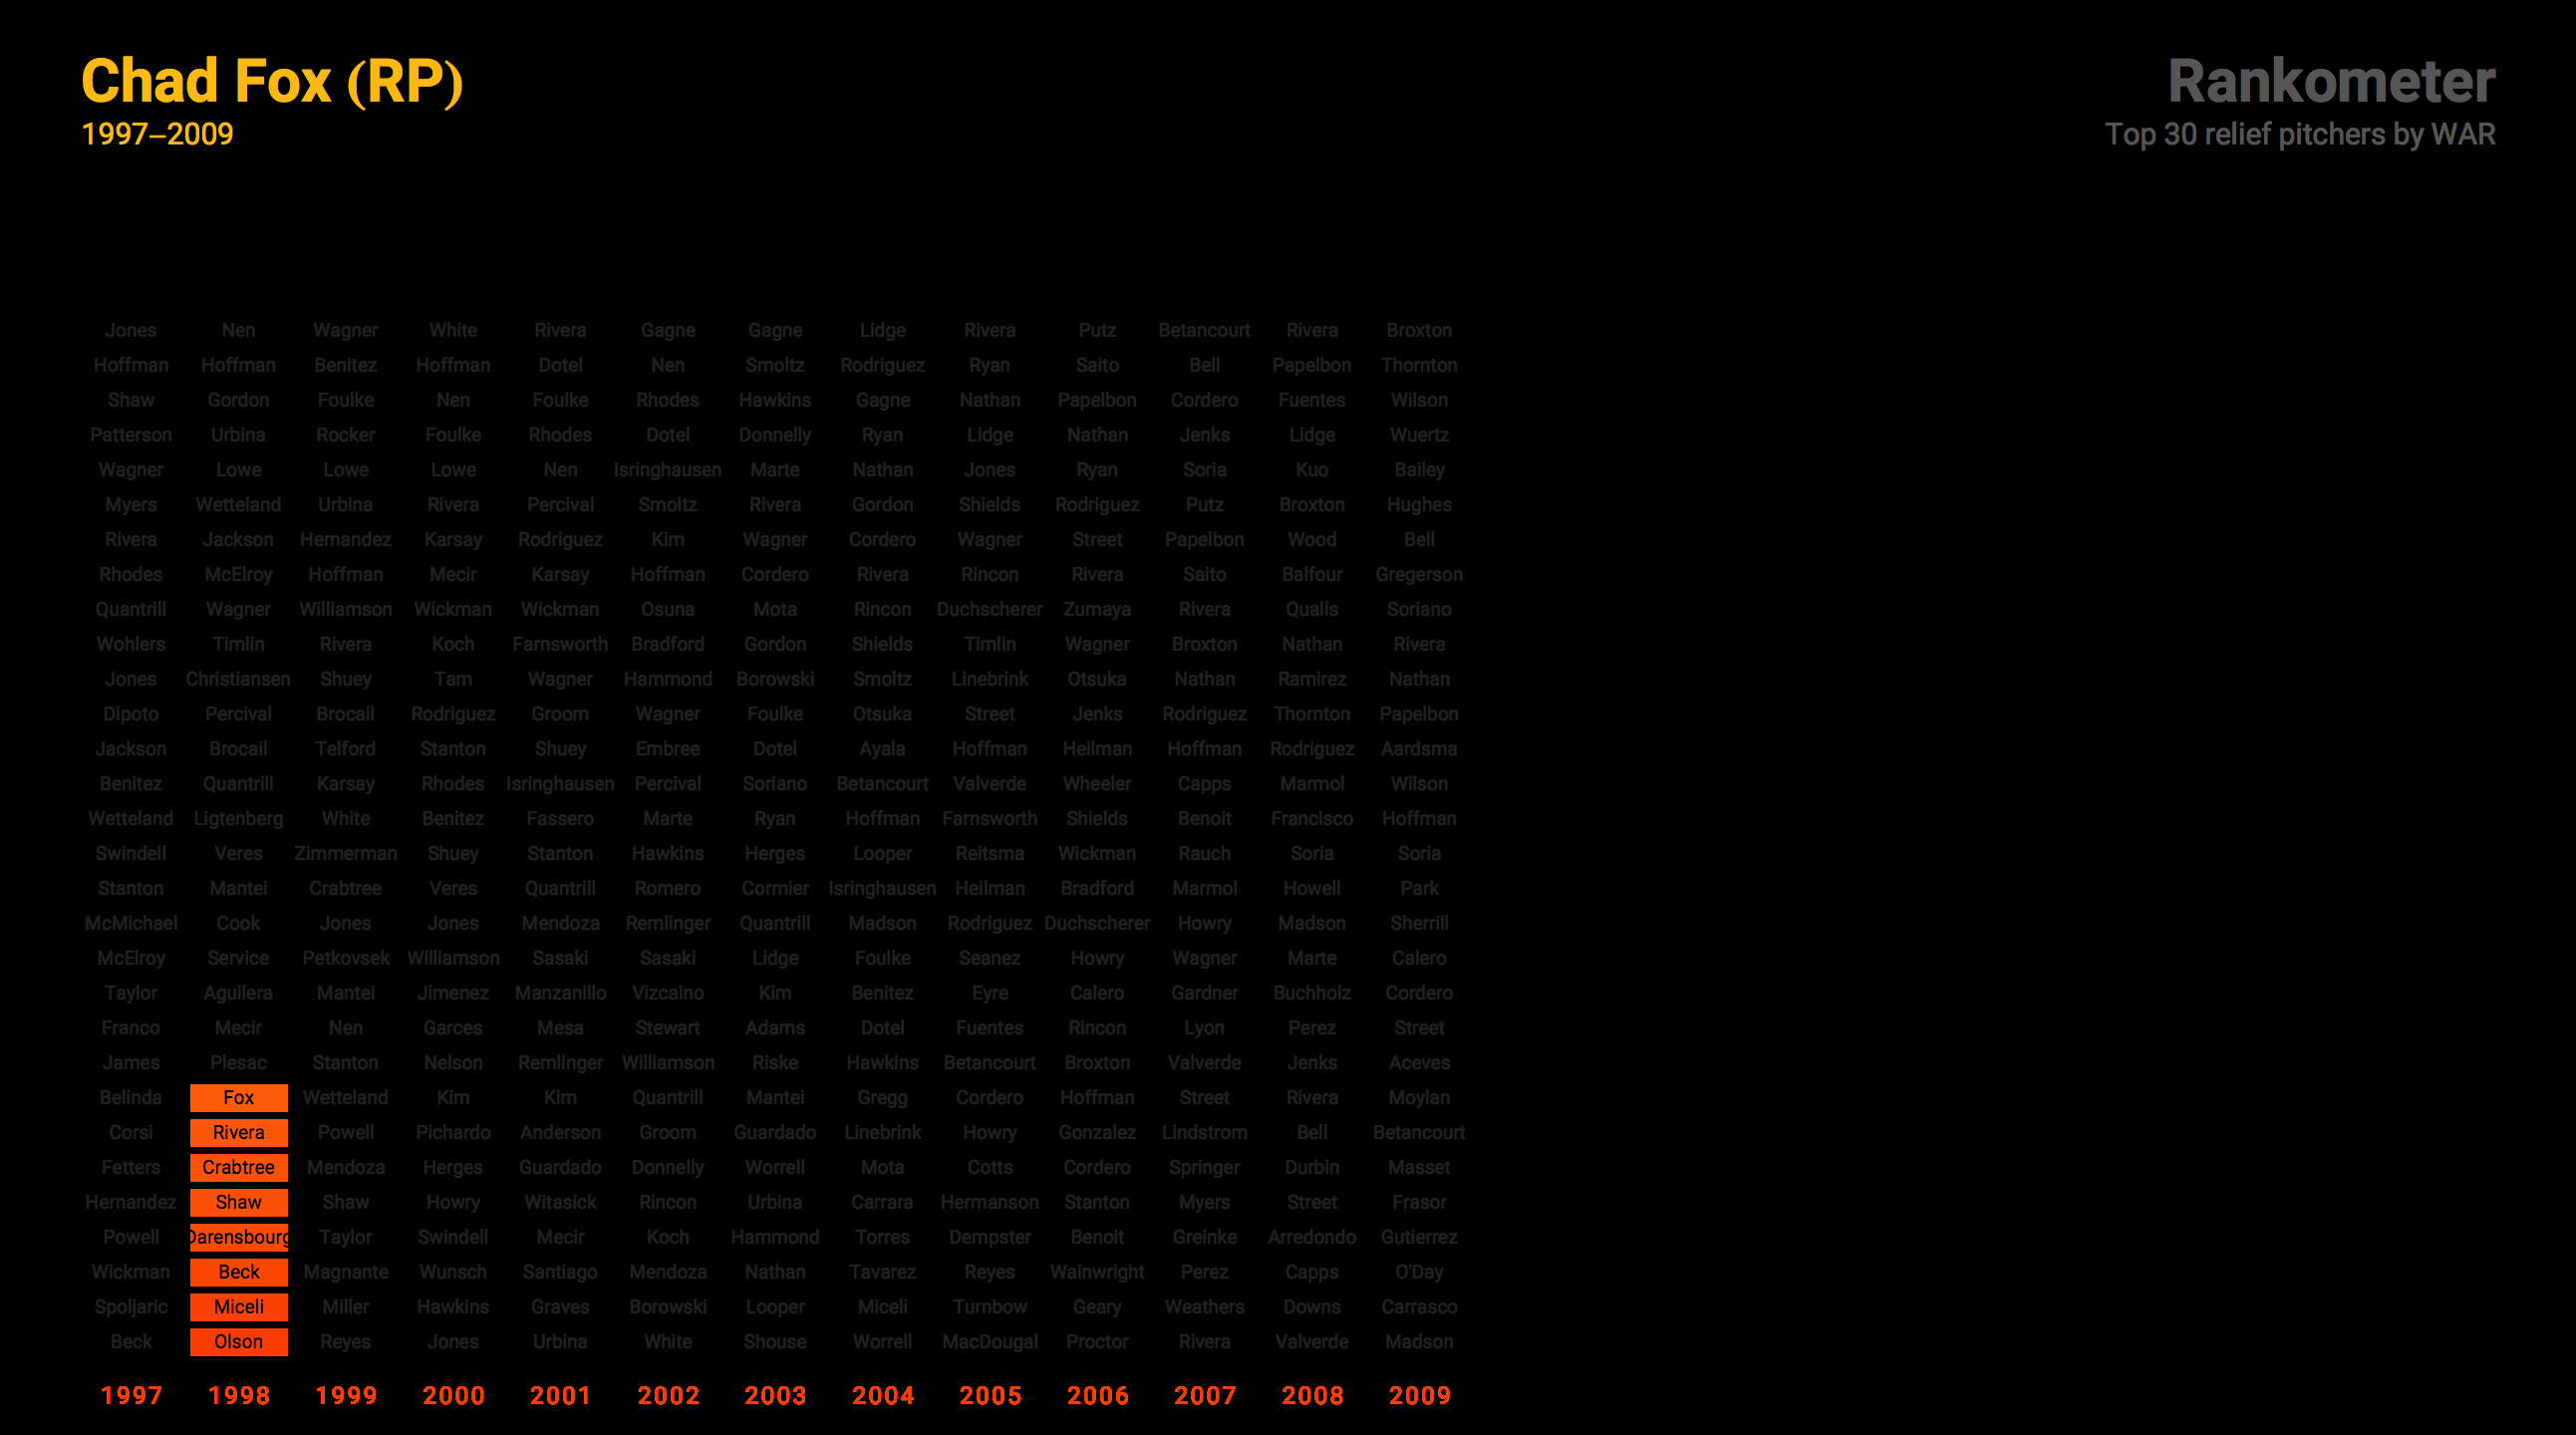 Chad Fox (RP)
1997–2009
Rankometer
Top 30 relief pitchers by WAR
Jones Nen Wagner White Rivera Gagne Gagne Lidge Rivera Putz Betancourt Rivera Broxton
Hoffman Hoffman Benitez Hoffman Dotel Nen Smoltz Rodriguez Ryan Saito Bell Papelbon Thornton
Shaw Gordon Foulke Nen Foulke Rhodes Hawkins Gagne Nathan Papelbon Cordero Fuentes Wilson
Patterson Urbina Rocker Foulke Rhodes Dotel Donnelly Ryan Lidge Nathan Jenks Lidge Wuertz
Wagner Lowe Lowe Lowe Nen Isringhausen Marte Nathan Jones Ryan Soria Kuo Bailey
Myers Wetteland Urbina Rivera Percival Smoltz Rivera Gordon Shields Rodriguez Putz Broxton Hughes
Rivera Jackson Hernandez Karsay Rodriguez Kim Wagner Cordero Wagner Street Papelbon Wood Bell
Rhodes McElroy Hoffman Mecir Karsay Hoffman Cordero Rivera Rincon Rivera Saito Balfour Gregerson
Quantrill Wagner Williamson Wickman Wickman Osuna Mota Rincon Duchscherer Zumaya Rivera Qualls Soriano
Wohlers Timlin Rivera Koch Farnsworth Bradford Gordon Shields Timlin Wagner Broxton Nathan Rivera
Jones Christiansen Shuey Tam Wagner Hammond Borowski Smoltz Linebrink Otsuka Nathan Ramirez Nathan
Dipoto Percival Brocail Rodriguez Groom Wagner Foulke Otsuka Street Jenks Rodriguez Thornton Papelbon
Jackson Brocail Telford Stanton Shuey Embree Dotel Ayala Hoffman Heilman Hoffman Rodriguez Aardsma
Benitez Quantrill Karsay Rhodes Isringhausen Percival Soriano Betancourt Valverde Wheeler Capps Marmol Wilson
Wetteland Ligtenberg White Benitez Fassero Marte Ryan Hoffman Farnsworth Shields Benoit Francisco Hoffman
Swindell Veres Zimmerman Shuey Stanton Hawkins Herges Looper Reitsma Wickman Rauch Soria Soria
Stanton Mantei Crabtree Veres Quantrill Romero Cormier Isringhausen Heilman Bradford Marmol Howell Park
McMichael Cook Jones Jones Mendoza Remlinger Quantrill Madson Rodriguez Duchscherer Howry Madson Sherrill
McElroy Service Petkovsek Williamson Sasaki Sasaki Lidge Foulke Seanez Howry Wagner Marte Calero
Taylor Aguilera Mantei Jimenez Manzanillo Vizcaino Kim Benitez Eyre Calero Gardner Buchholz Cordero
Franco Mecir Nen Garces Mesa Stewart Adams Dotel Fuentes Rincon Lyon Perez Street
James Plesac Stanton Nelson Remlinger Williamson Riske Hawkins Betancourt Broxton Valverde Jenks Aceves
Belinda Fox Wetteland Kim Kim Quantrill Mantei Gregg Cordero Hoffman Street Rivera Moylan
Corsi Rivera Powell Pichardo Anderson Groom Guardado Linebrink Howry Gonzalez Lindstrom Bell Betancourt
Fetters Crabtree Mendoza Herges Guardado Donnelly Worrell Mota Cotts Cordero Springer Durbin Masset
Hernandez Shaw Shaw Howry Witasick Rincon Urbina Carrara Hermanson Stanton Myers Street Frasor
Powell Darensbourg Taylor Swindell Mecir Koch Hammond Torres Dempster Benoit Greinke Arredondo Gutierrez
Wickman Beck Magnante Wunsch Santiago Mendoza Nathan Tavarez Reyes Wainwright Perez Capps O'Day
Spoljaric Miceli Miller Hawkins Graves Borowski Looper Miceli Turnbow Geary Weathers Downs Carrasco
Beck Olson Reyes Jones Urbina White Shouse Worrell MacDougal Proctor Rivera Valverde Madson
1997 1998 1999 2000 2001 2002 2003 2004 2005 2006 2007 2008 2009